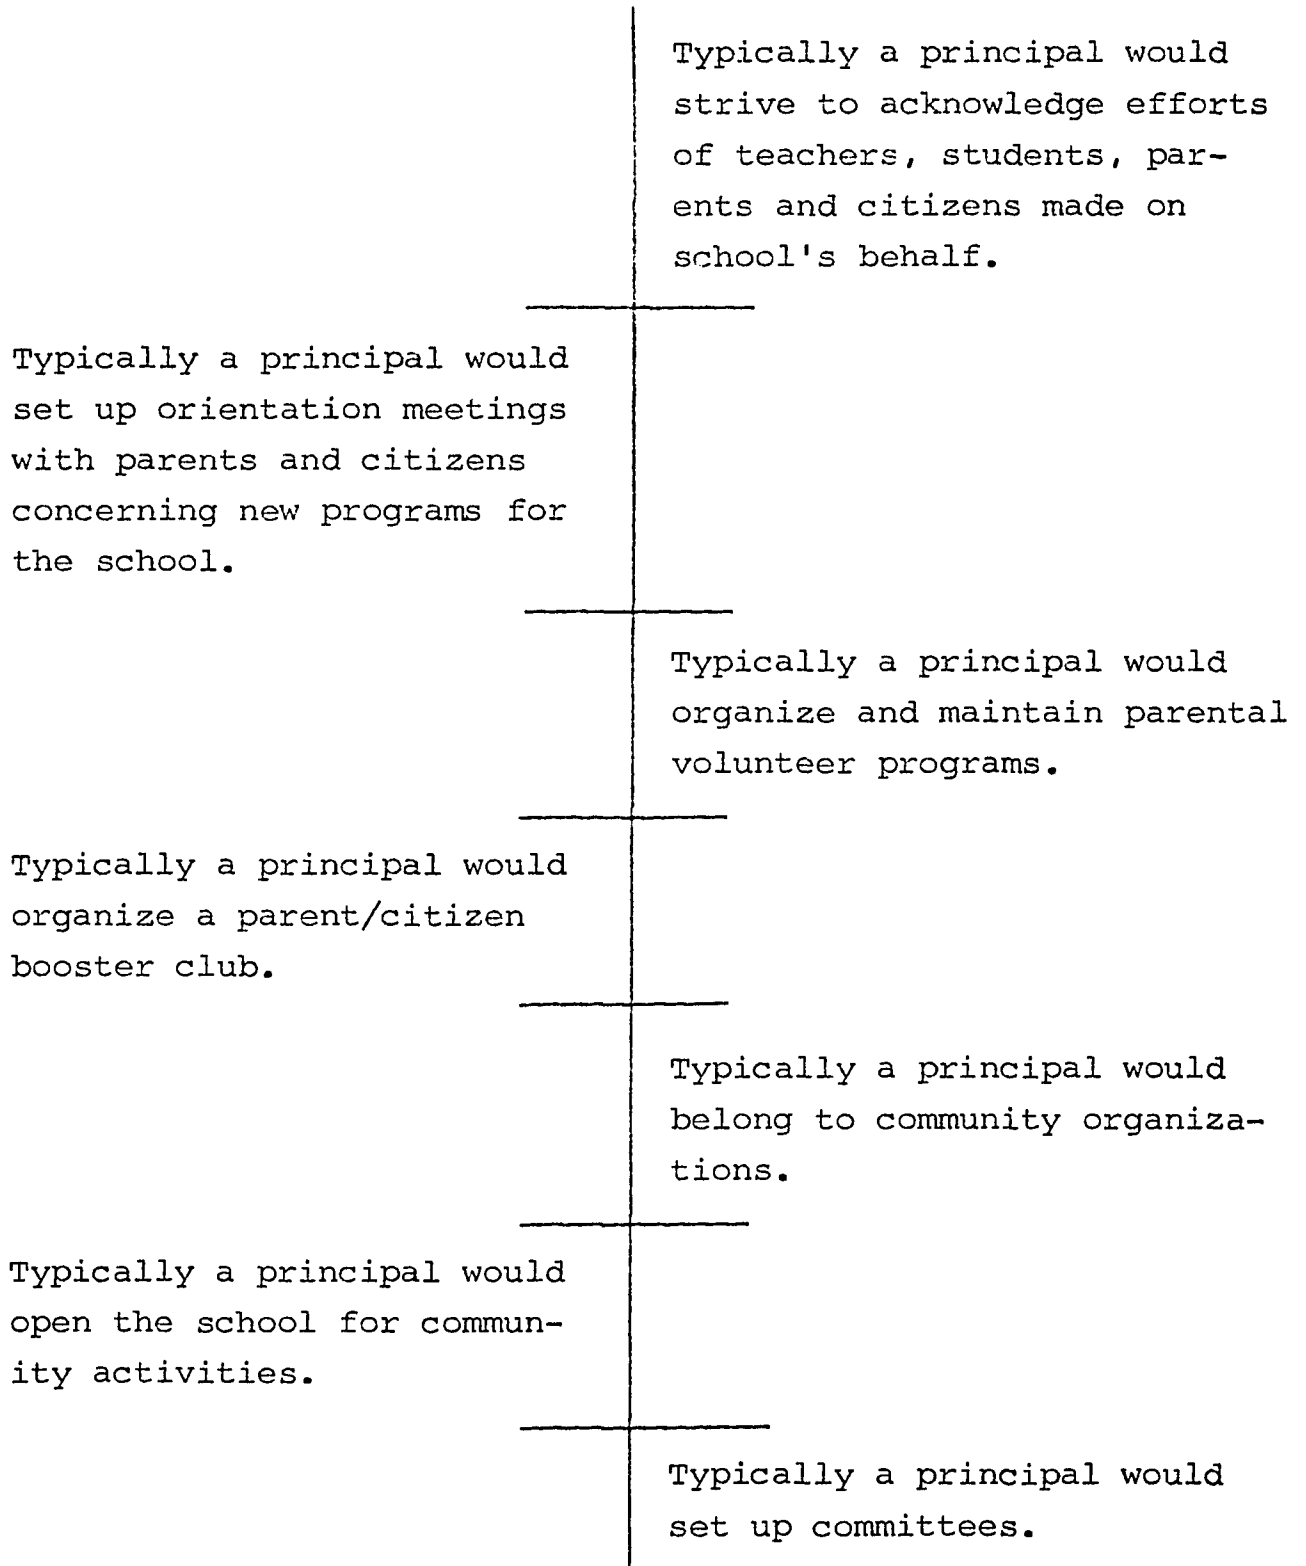 Typically a principal would
strive to acknowledge efforts
of teachers, students, par-
ents and citizens made on
school's behalf.
Typically a principal would
set up orientation meetings
with parents and citizens
concerning new programs for
the school.
Typically a principal would
organize and maintain parental
volunteer programs.
Typically a principal would
organize a parent/citizen
booster club.
Typically a principal would
belong to community organiza-
tions.
Typically a principal would
open the school for commun-
ity activities.
Typically a principal would
set up committees.